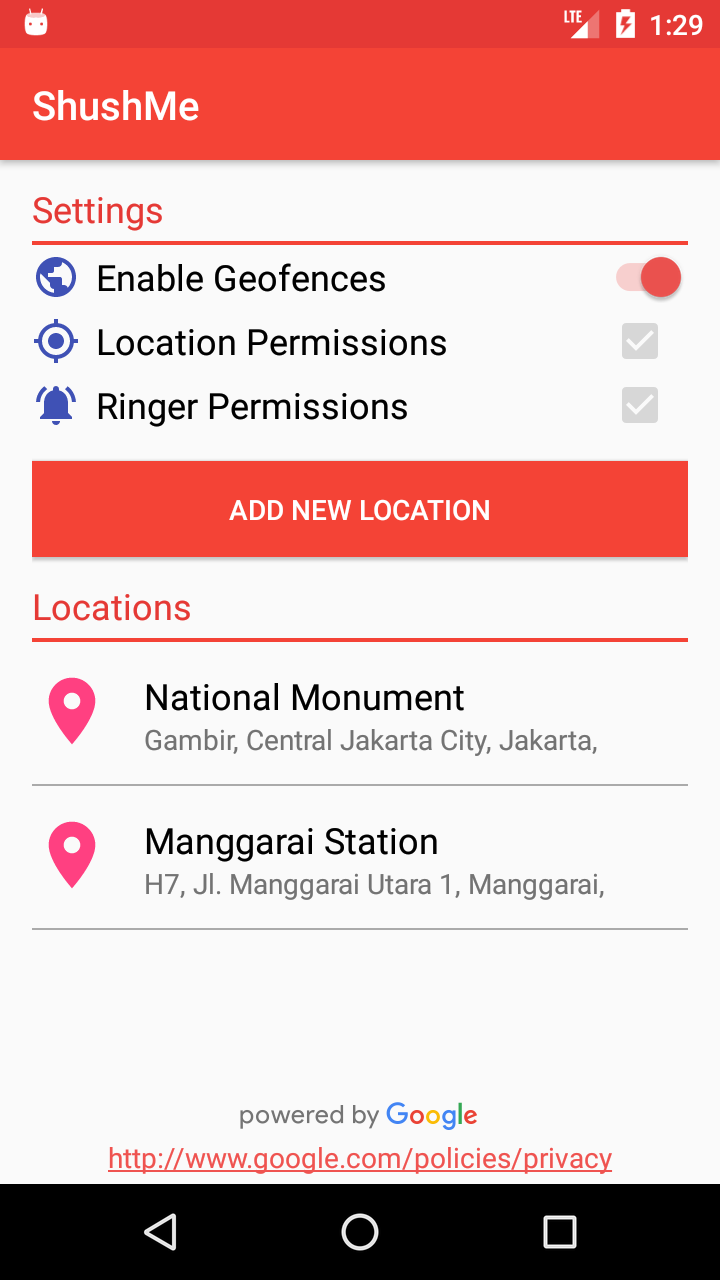 LTE 1:29
ShushMe
Settings
Enable Geofences
Location Permissions
Ringer Permissions
ADD NEW LOCATION
Locations
National Monument
Gambir, Central Jakarta City, Jakarta,
Manggarai Station
H7, Jl. Manggarai Utara 1, Manggarai,
powered by Google
http://www.google.com/policies/privacy